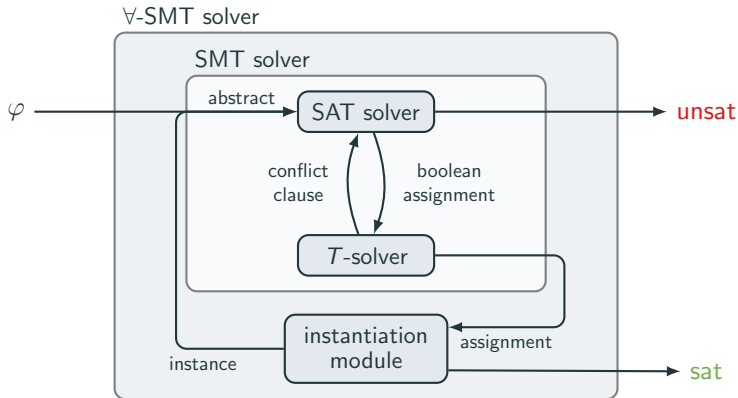 ∀-SMT solver
SMT solver
φ
abstract
SAT solver
unsat
conflict
clause
boolean
assignment
T-solver
instantiation
module
assignment
instance
sat